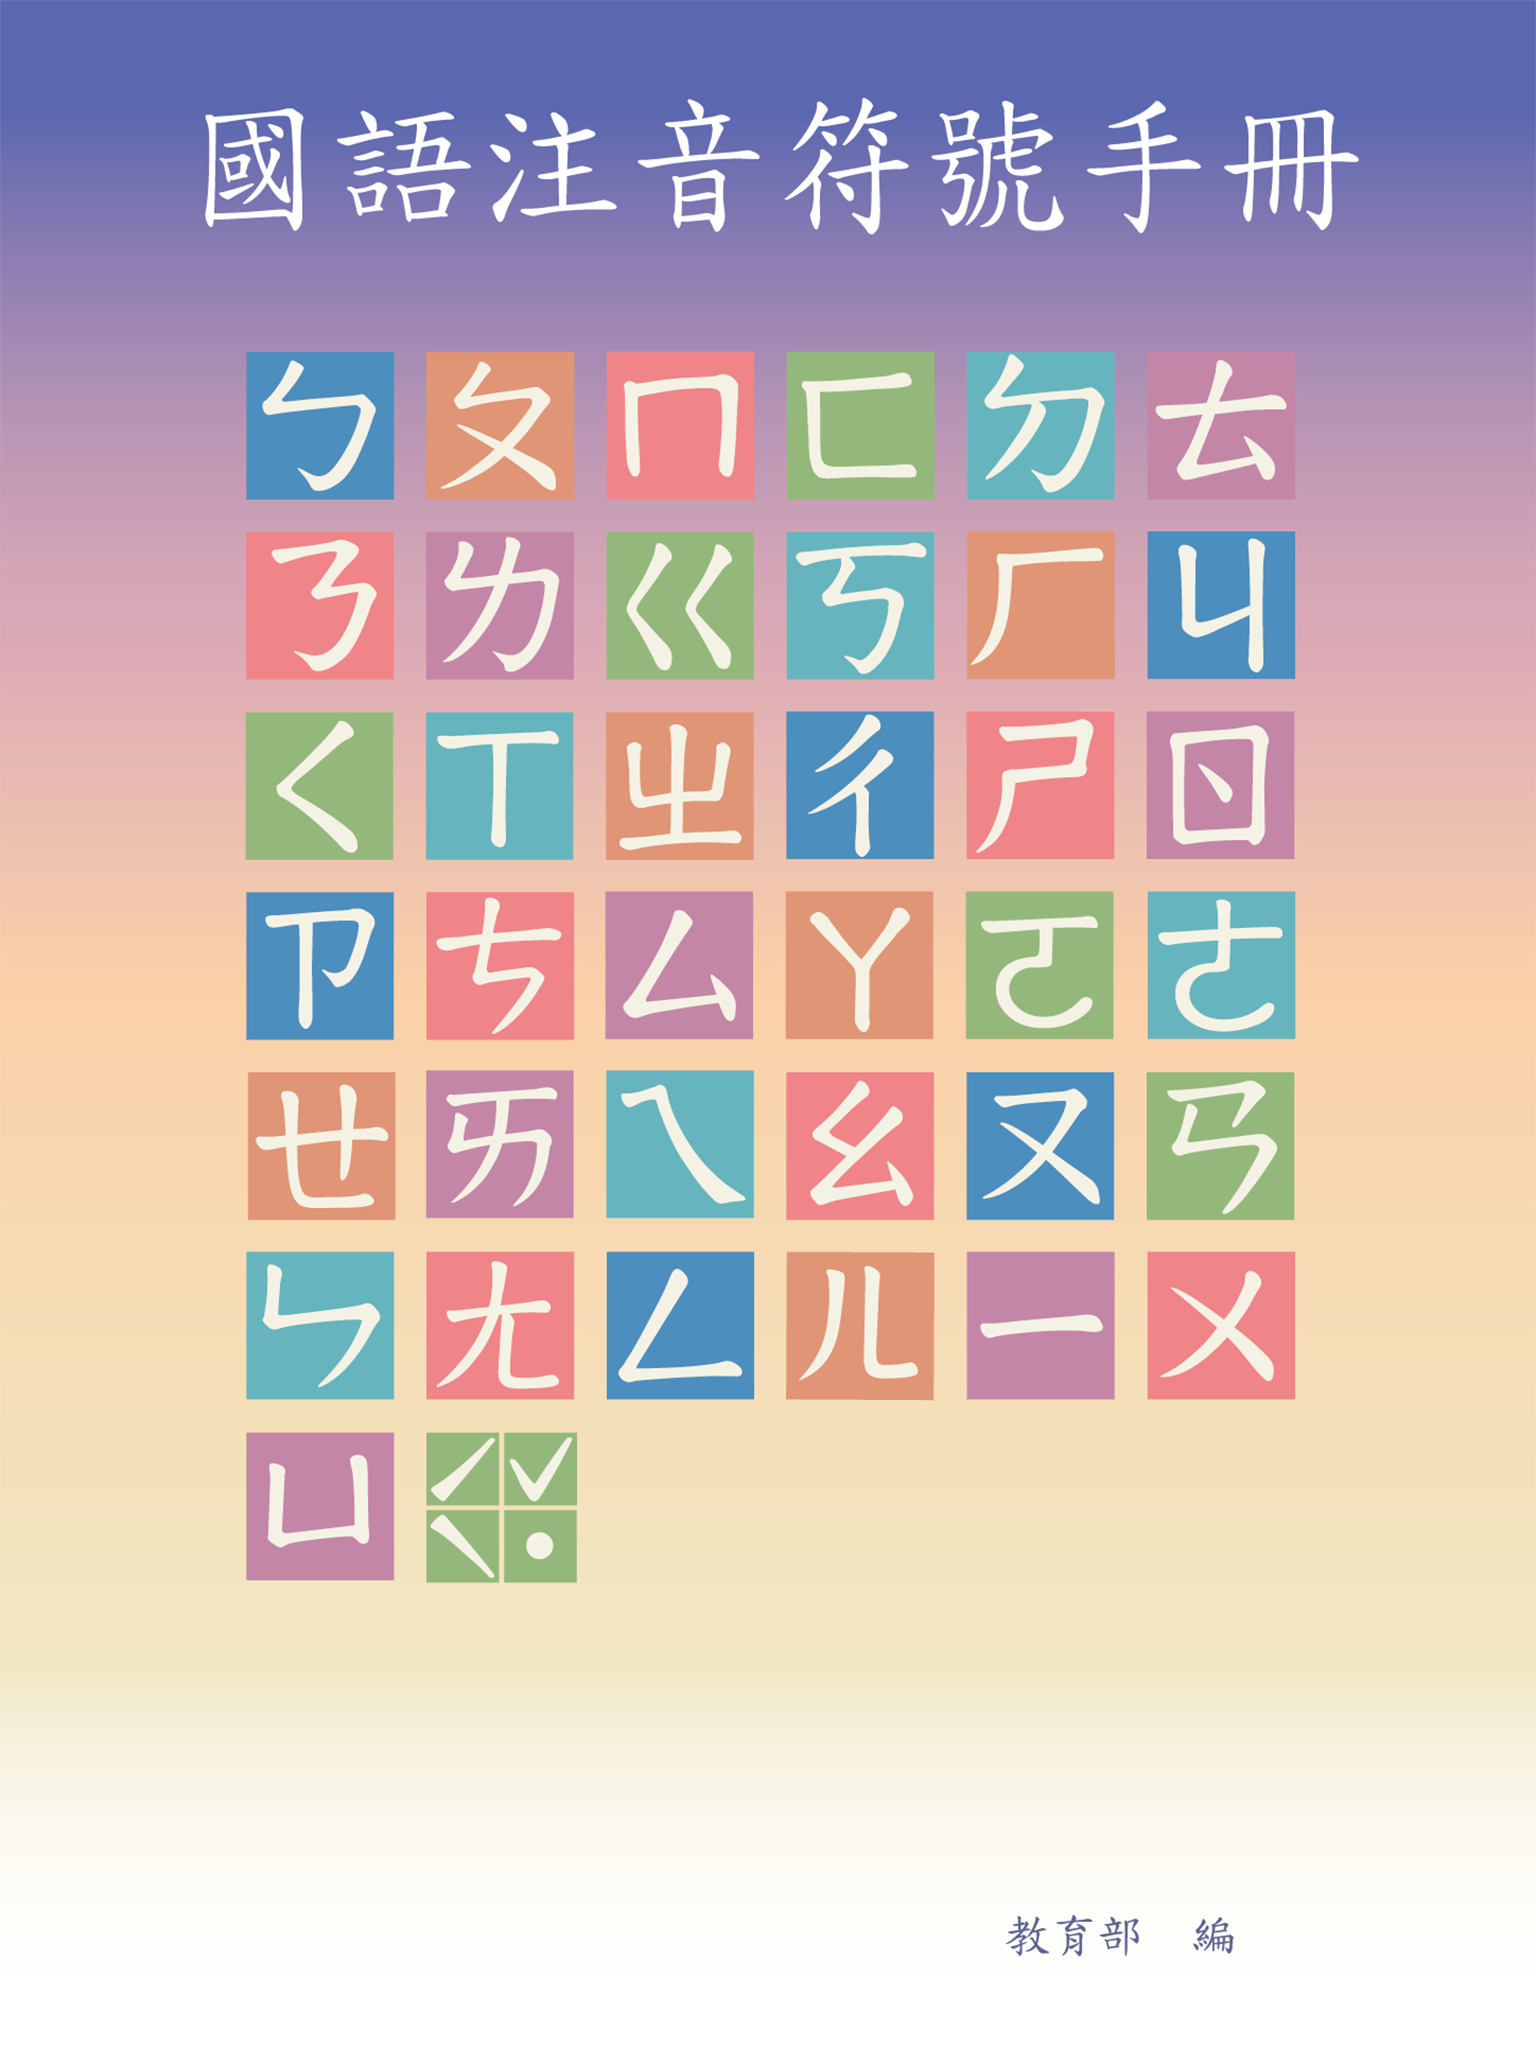 國語注音符號手冊
ㄅ ㄆ ㄇ ㄈ ㄉ ㄊ
ㄋ ㄌ ㄍ ㄎ ㄏ ㄐ
ㄑ ㄒ ㄓ ㄔ ㄕ ㄖ
ㄗ ㄘ ㄙ ㄚ ㄛ ㄜ
ㄝ ㄞ ㄟ ㄠ ㄡ ㄢ
ㄣ ㄤ ㄥ ㄦ ㄧ ㄨ
ㄩ ˊ ˇ ˋ ˙
教育部 編